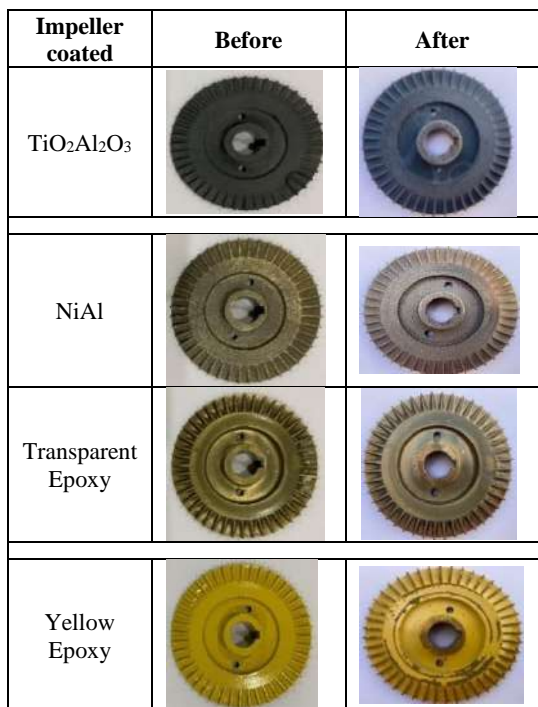 Impeller
coated
Before
After
TiO₂Al₂O₃
NiAl
Transparent
Epoxy
Yellow
Epoxy